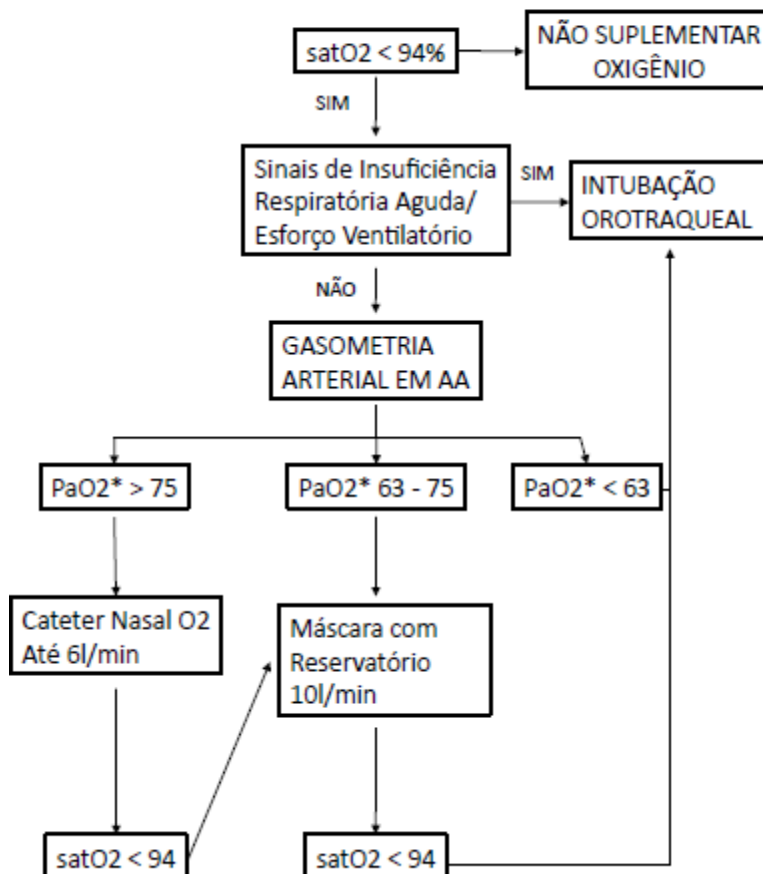 satO2 < 94%
NÃO SUPLEMENTAR
OXIGÊNIO
SIM
Sinais de Insuficiência
Respiratória Aguda/
Esforço Ventilatório
SIM
INTUBAÇÃO
OROTRAQUEAL
NÃO
GASOMETRIA
ARTERIAL EM AA
PaO2* > 75
PaO2* 63 - 75
PaO2* < 63
Cateter Nasal O2
Até 6l/min
Máscara com
Reservatório
10l/min
satO2 < 94
satO2 < 94